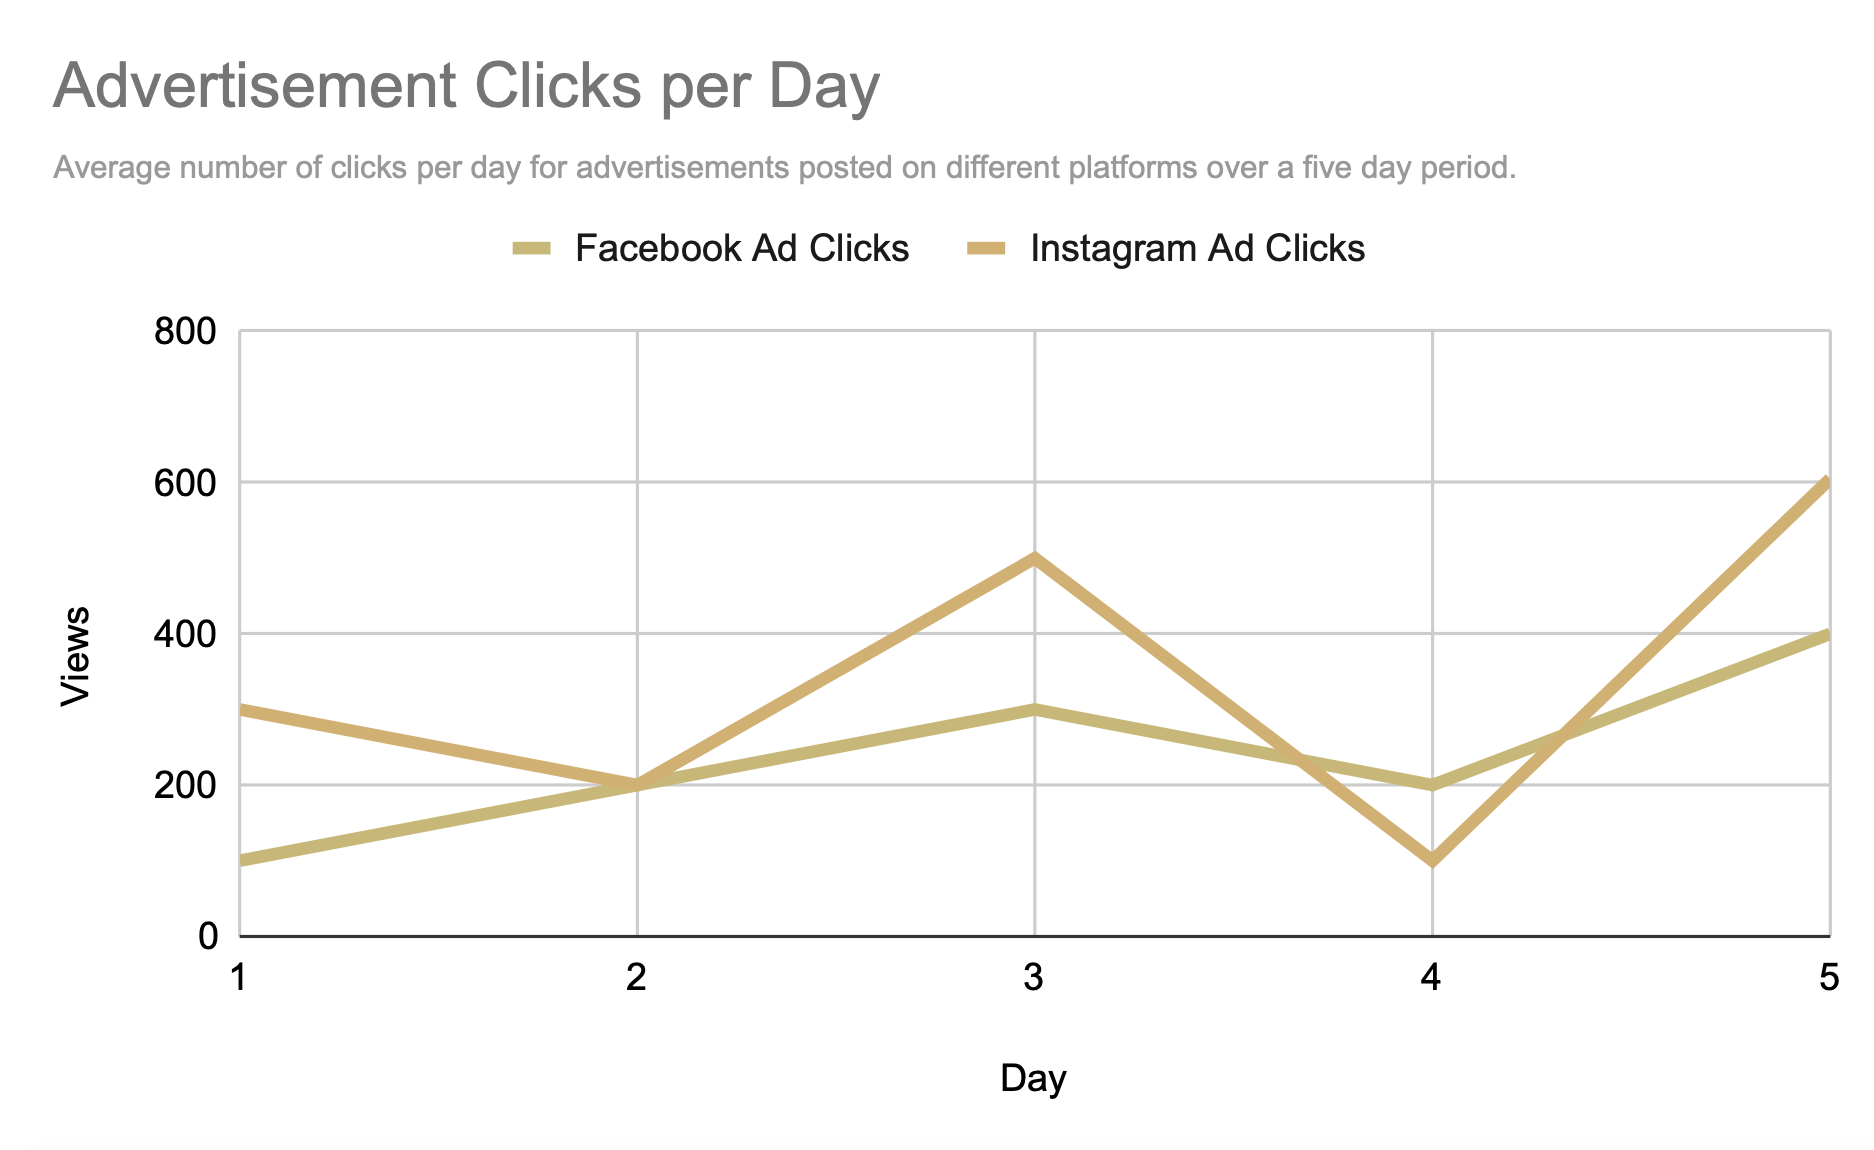 Advertisement Clicks per Day
Average number of clicks per day for advertisements posted on different platforms over a five day period.
Facebook Ad Clicks Instagram Ad Clicks
800
600
400
200
0
Views
1 2 3 4 5
Day